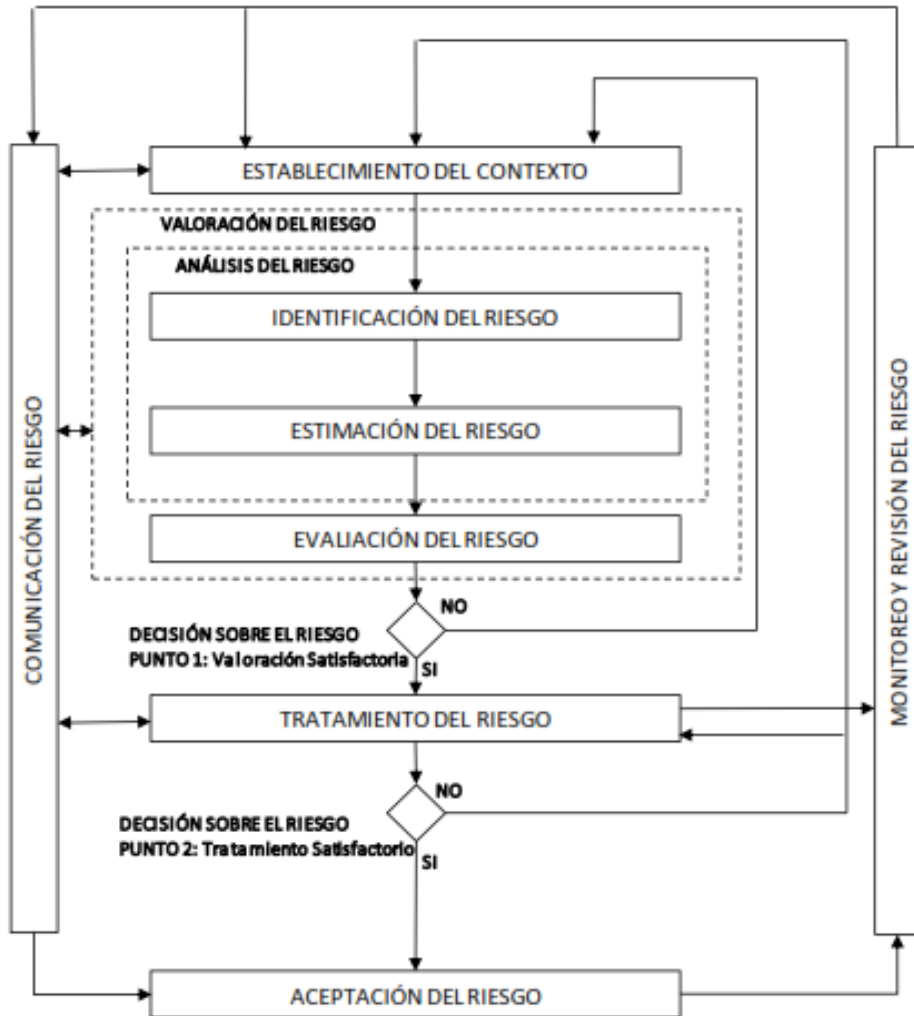 ESTABLECIMIENTO DEL CONTEXTO
VALORACIÓN DEL RIESGO
ANÁLISIS DEL RIESGO
IDENTIFICACIÓN DEL RIESGO
ESTIMACIÓN DEL RIESGO
EVALIACIÓN DEL RIESGO
NO
DECISIÓN SOBRE EL RIESGO
PUNTO 1: Valoración Satisfactoria
SI
TRATAMIENTO DEL RIESGO
NO
DECISIÓN SOBRE EL RIESGO
PUNTO 2: Tratamiento Satisfactorio
SI
ACEPTACIÓN DEL RIESGO
COMUNICACIÓN DEL RIESGO
MONITOREO Y REVISIÓN DEL RIESGO